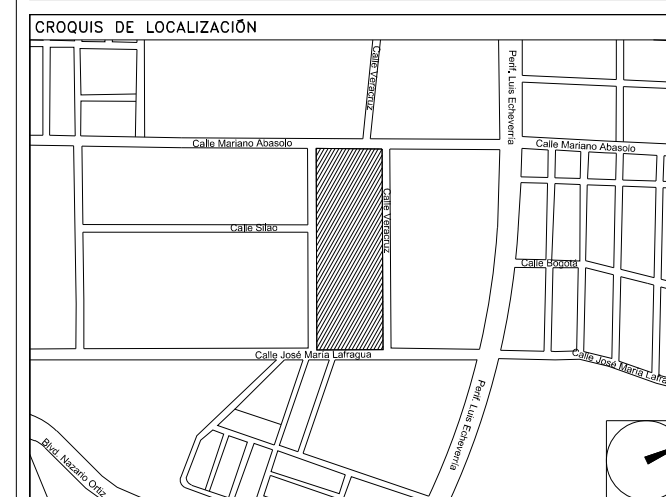 CROQUIS DE LOCALIZACIÓN
Calle Veracruz
Perif. Luis Echeverria
Calle Mariano Abasolo
Calle Mariano Abasolo
Calle Veracruz
Calle Silao
Calle Bogotá
Calle José María Lafragua
Calle José María Lafra
Perif. Luis Echeverría
Blvd. Nazario Ortiz